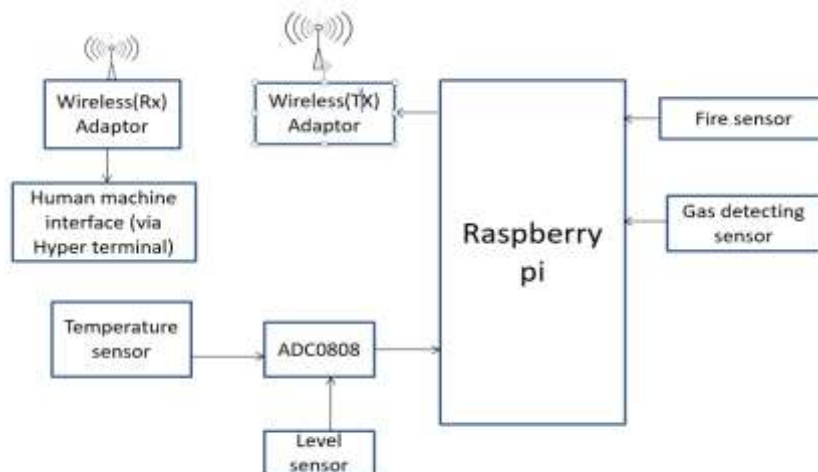 Wireless(Rx)
Adaptor
Wireless(TX)
Adaptor
Fire sensor
Human machine
interface (via
Hyper terminal)
Gas detecting
sensor
Raspberry
pi
Temperature
sensor
ADC0808
Level
sensor